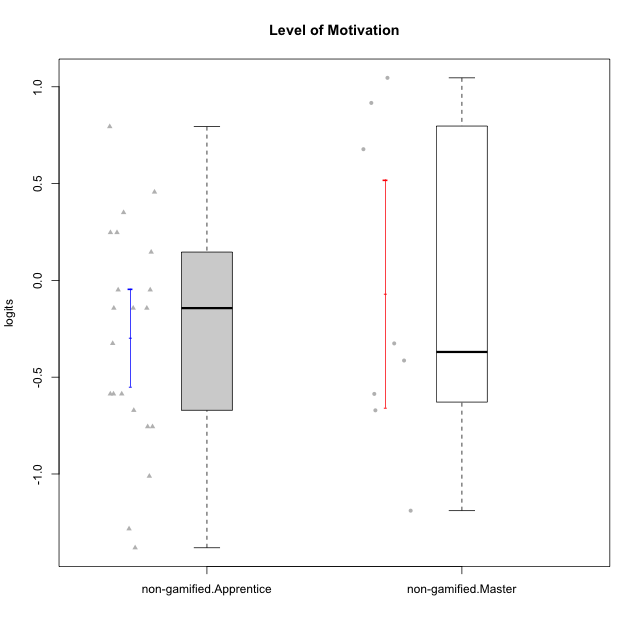 Level of Motivation
logits
1.0
0.5
0.0
-0.5
-1.0
non-gamified.Apprentice
non-gamified.Master